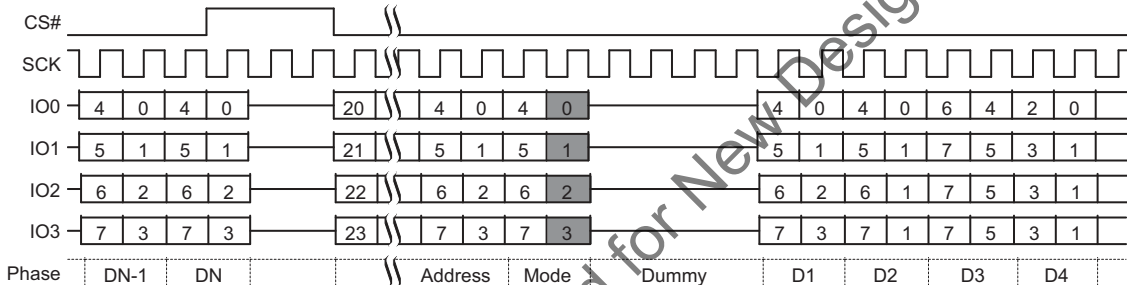 CS#
SCK
IO0 4 0 4 0 20 4 0 4 0 4 0 4 0 6 4 2 0
IO1 5 1 5 1 21 5 1 5 1 5 1 5 1 7 5 3 1
IO2 6 2 6 2 22 6 2 6 2 6 2 6 1 7 5 3 1
IO3 7 3 7 3 23 7 3 7 3 7 3 7 1 7 5 3 1
Phase DN-1 DN Address Mode Dummy D1 D2 D3 D4
for New Design